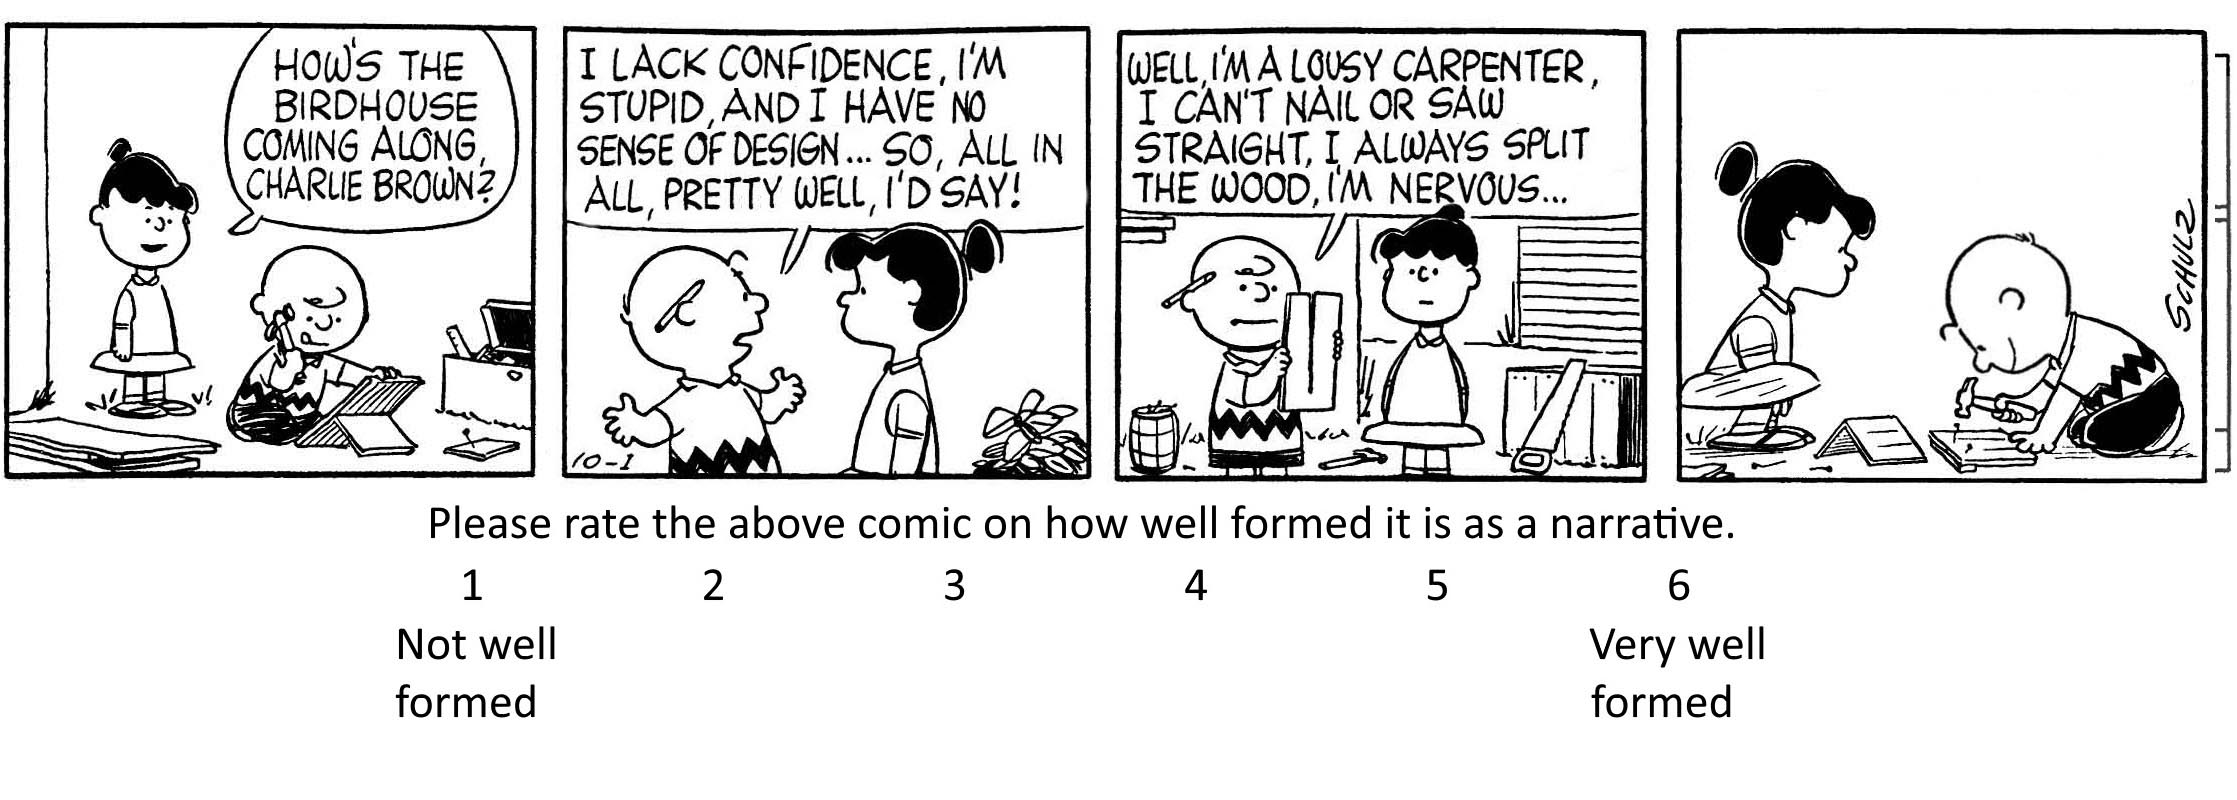 HOW'S THE
BIRDHOUSE
COMING ALONG,
CHARLIE BROWN?
I LACK CONFIDENCE, I'M
STUPID, AND I HAVE NO
SENSE OF DESIGN... SO, ALL IN
ALL, PRETTY WELL, I'D SAY!
10-1
WELL, I'M A LOUSY CARPENTER,
I CAN'T NAIL OR SAW
STRAIGHT, I ALWAYS SPLIT
THE WOOD, I'M NERVOUS...
SCHULZ
Please rate the above comic on how well formed it is as a narrative.
1 2 3 4 5 6
Not well
formed
Very well
formed